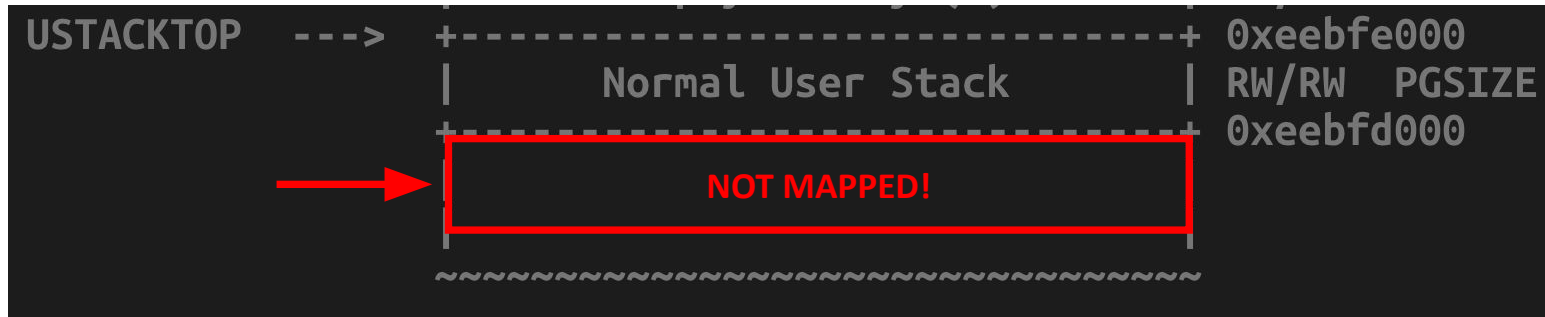 USTACKTOP ---> +------------------------------+ 0xeebfe000
| Normal User Stack | RW/RW PGSIZE
+------------------------------+ 0xeebfd000
NOT MAPPED!
~~~~~~~~~~~~~~~~~~~~~~~~~~~~~~~~